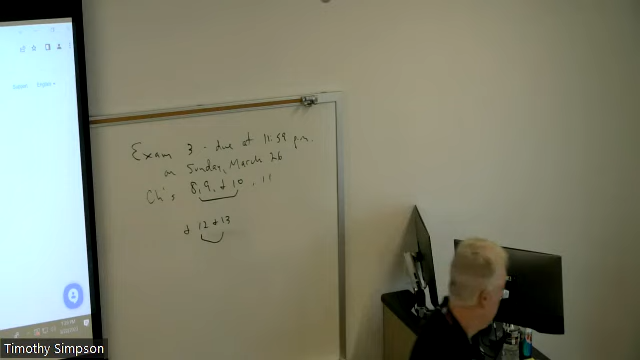 Exam 3 - due at 11:59 p.m.
on Sunday, March 26
Ch's 8, 9, & 10, 11
& 12 & 13
Timothy Simpson